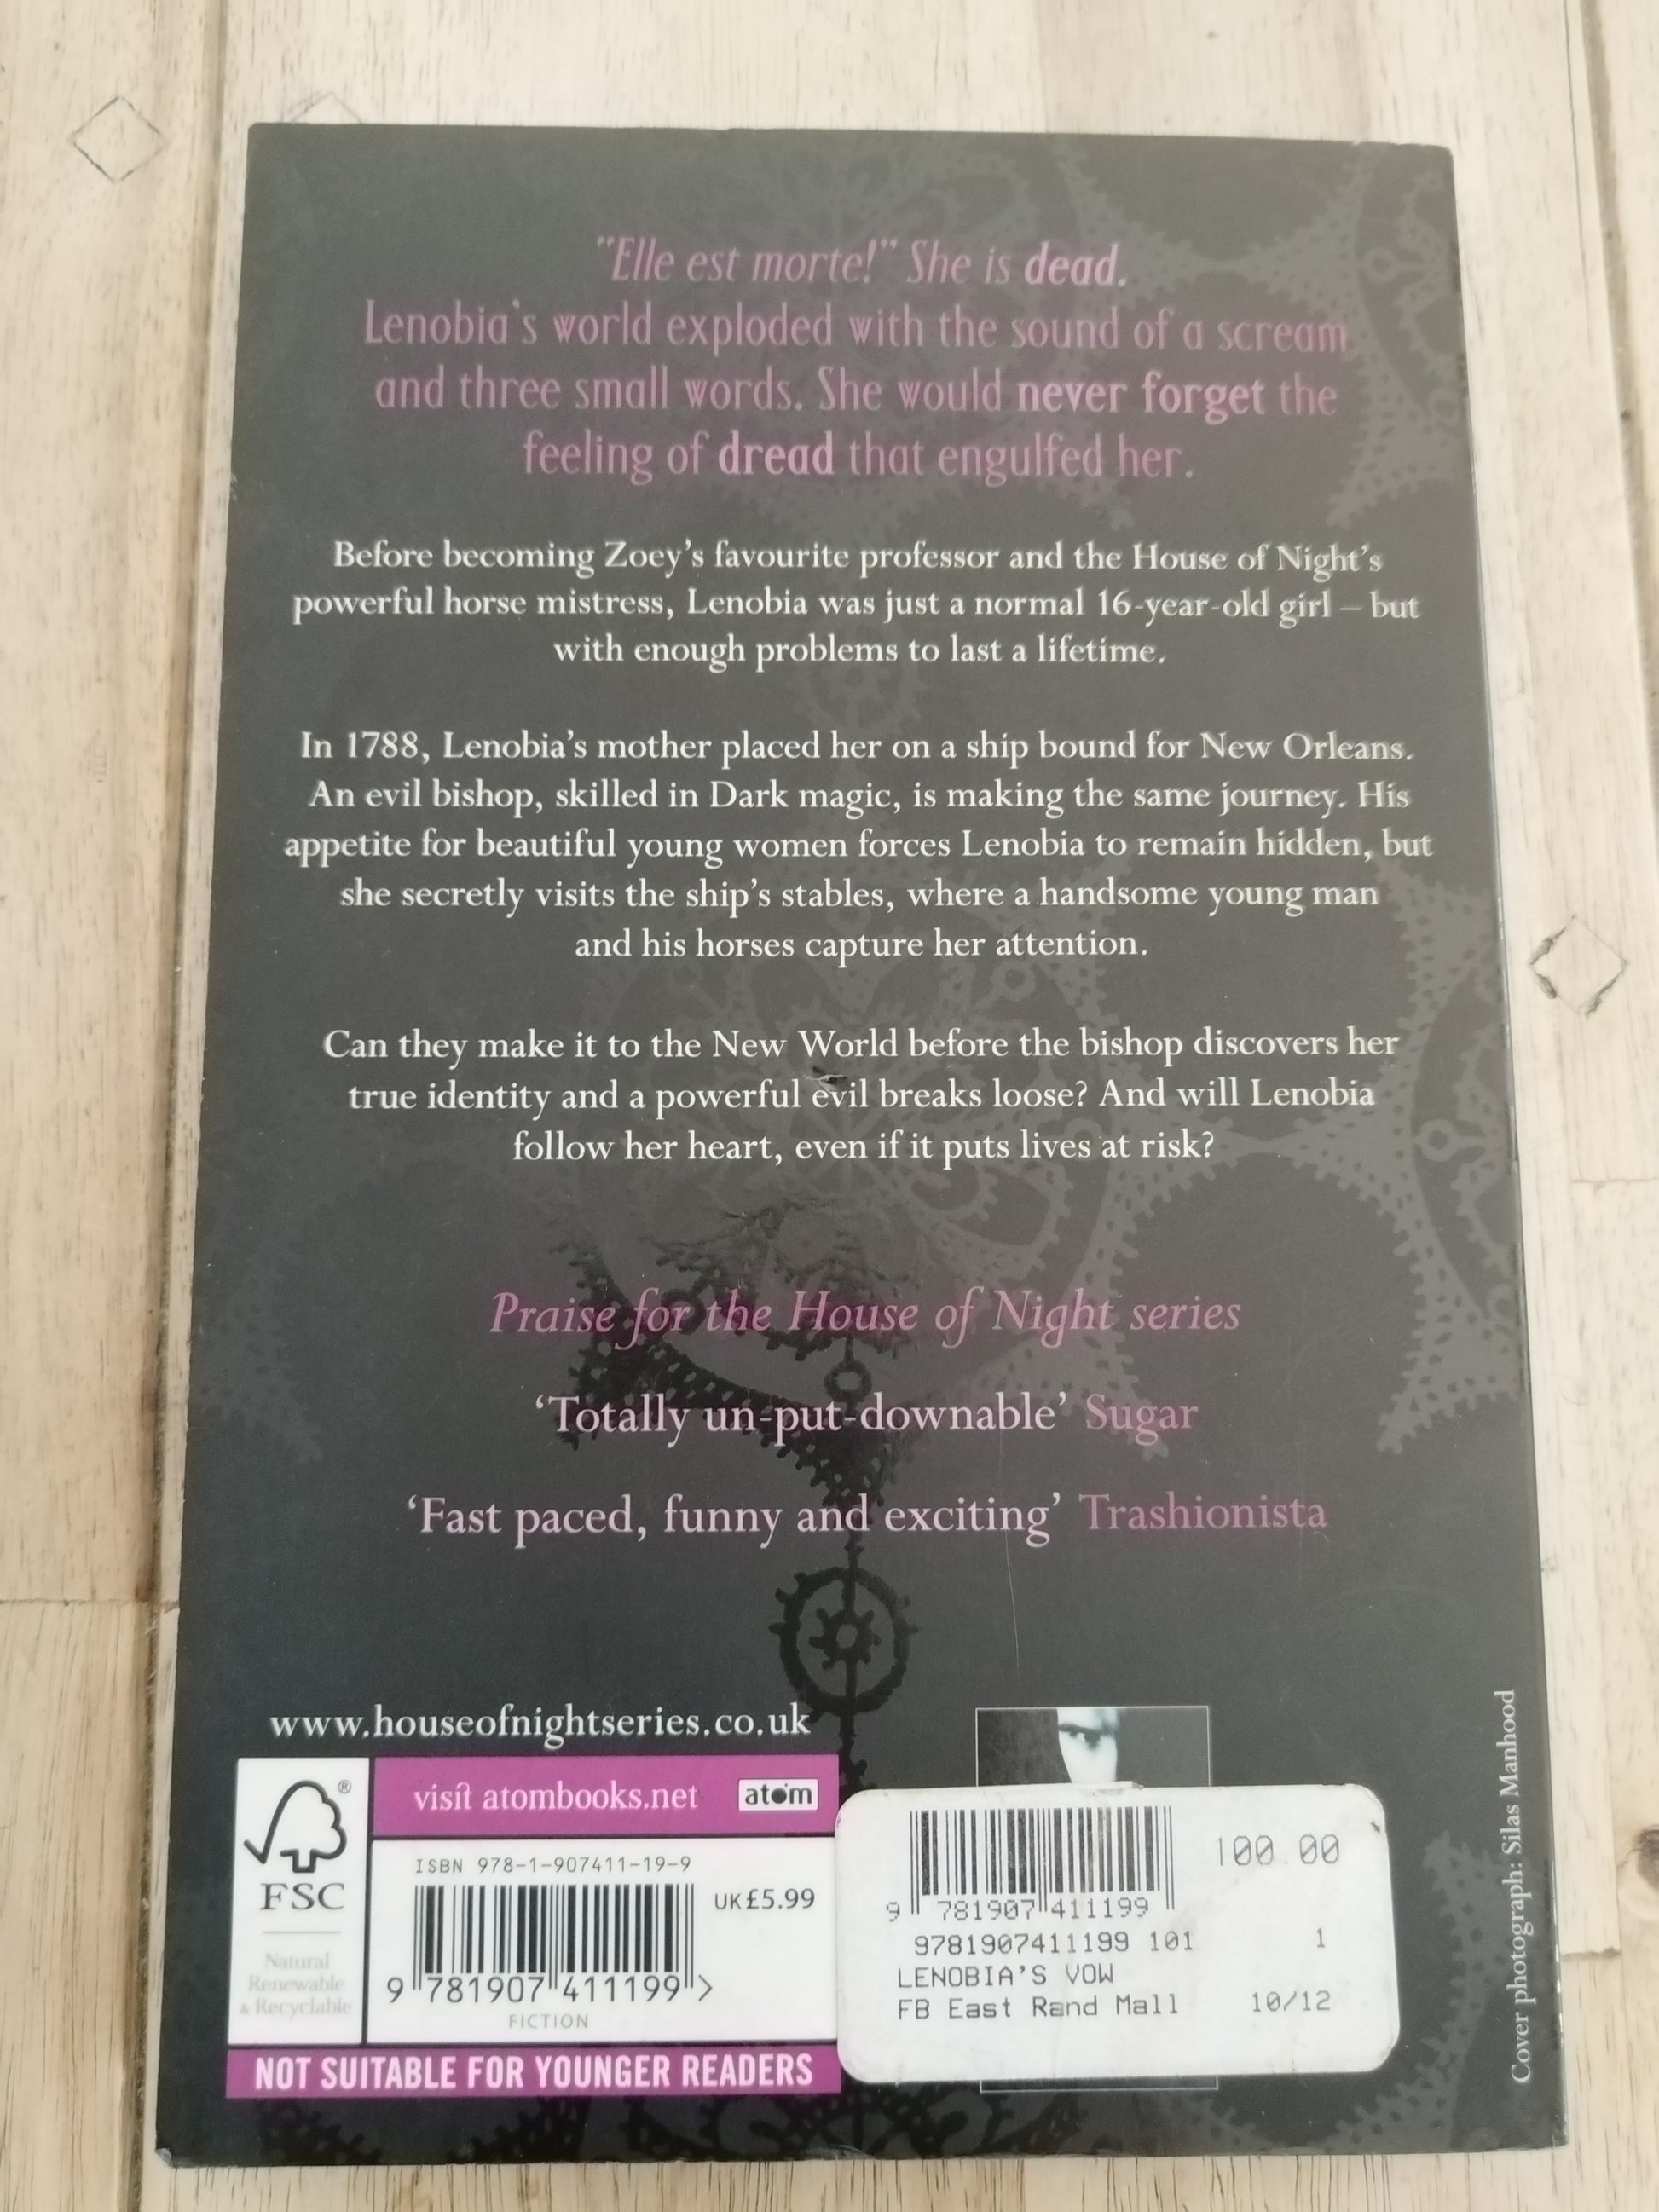 "Elle est morte!" She is dead.
Lenobia's world exploded with the sound of a scream
and three small words. She would never forget the
feeling of dread that engulfed her.
Before becoming Zoey's favourite professor and the House of Night's
powerful horse mistress, Lenobia was just a normal 16-year-old girl – but
with enough problems to last a lifetime.
In 1788, Lenobia's mother placed her on a ship bound for New Orleans.
An evil bishop, skilled in Dark magic, is making the same journey. His
appetite for beautiful young women forces Lenobia to remain hidden, but
she secretly visits the ship's stables, where a handsome young man
and his horses capture her attention.
Can they make it to the New World before the bishop discovers her
true identity and a powerful evil breaks loose? And will Lenobia
follow her heart, even if it puts lives at risk?
Praise for the House of Night series
'Totally un-put-downable' Sugar
'Fast paced, funny and exciting' Trashionista
www.houseofnightseries.co.uk
visit atombooks.net
atom
®
FSC
Natural
Renewable
& Recyclable
ISBN 978-1-907411-19-9
UK £5.99
9 781907 411199 >
FICTION
NOT SUITABLE FOR YOUNGER READERS
100.00
9 781907 411199
9781907411199 101 1
LENOBIA'S VOW
FB East Rand Mall 10/12
Cover photograph: Silas Manhood